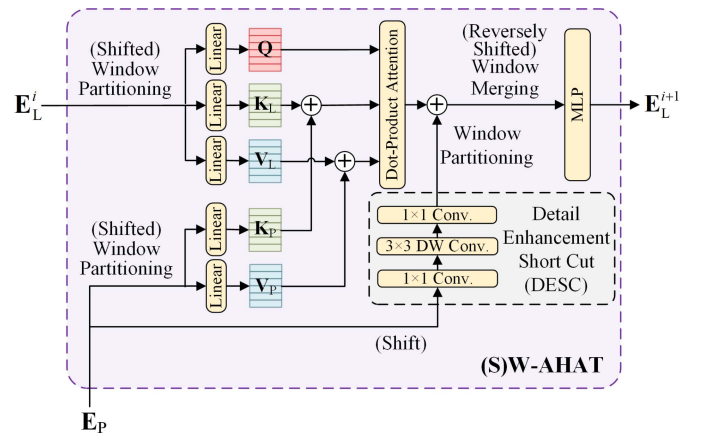 (Shifted)
Window
Partitioning
E_L^i
Linear
Q
Linear
K_L
Linear
V_L
Dot-Product Attention
(Reversely
Shifted)
Window
Merging
MLP
E_L^{i+1}
Window
Partitioning
(Shifted)
Window
Partitioning
Linear
K_P
Linear
V_P
1×1 Conv.
3×3 DW Conv.
1×1 Conv.
Detail
Enhancement
Short Cut
(DESC)
(Shift)
(S)W-AHAT
E_P